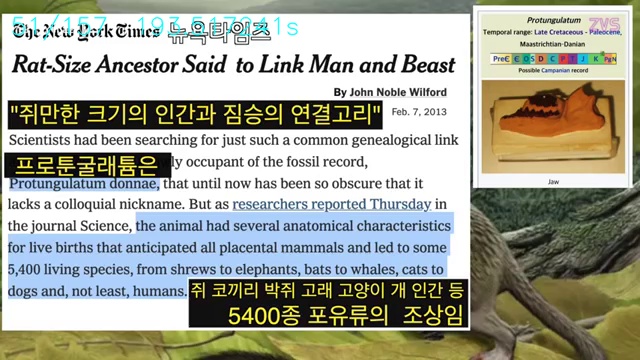 51/157  193.517241s
The New York Times 뉴욕타임즈
Rat-Size Ancestor Said to Link Man and Beast
By John Noble Wilford
Feb. 7, 2013
"쥐만한 크기의 인간과 짐승의 연결고리"
Scientists had been searching for just such a common genealogical link
프로툰굴래튬은 ly occupant of the fossil record,
Protungulatum donnae, that until now has been so obscure that it
lacks a colloquial nickname. But as researchers reported Thursday in
the journal Science, the animal had several anatomical characteristics
for live births that anticipated all placental mammals and led to some
5,400 living species, from shrews to elephants, bats to whales, cats to
dogs and, not least, humans.
쥐 코끼리 박쥐 고래 고양이 개 인간 등
5400종 포유류의 조상임
Protungulatum
Temporal range: Late Cretaceous - Paleocene,
Maastrichtian-Danian
PreЄ Є O S D C P T J K PgN
Possible Campanian record
ZVS
Jaw